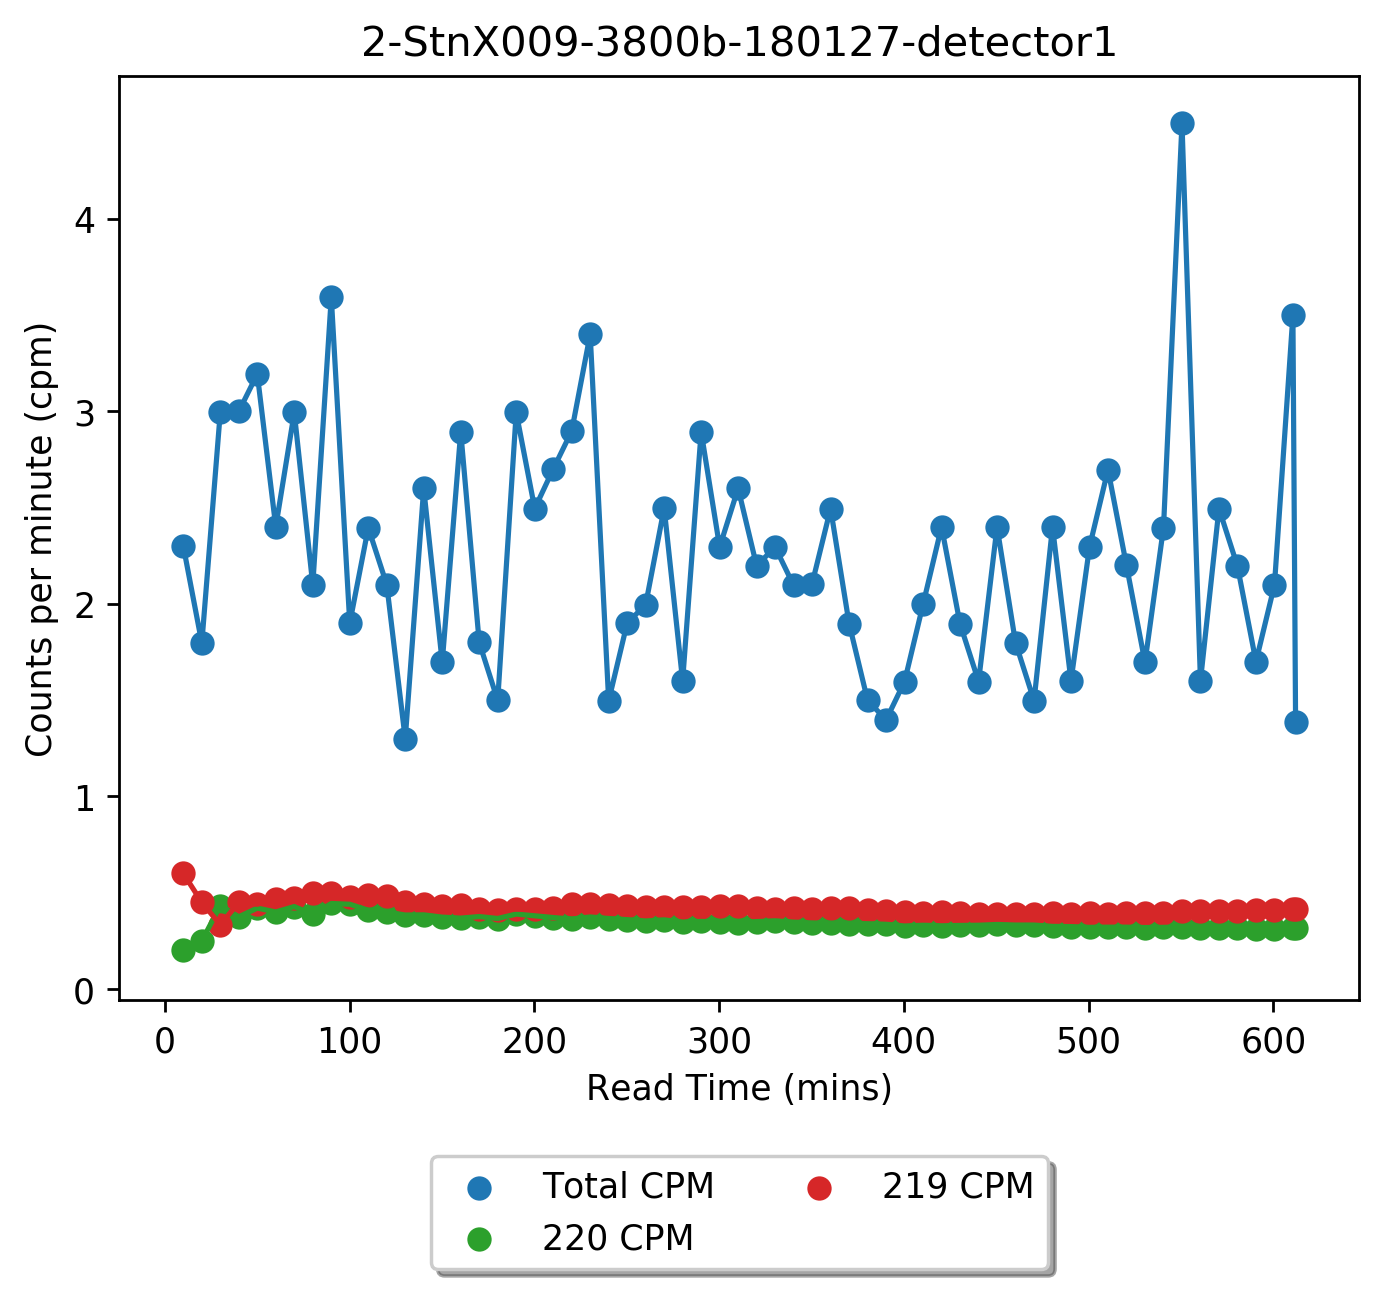 2-StnX009-3800b-180127-detector1
Counts per minute (cpm)
4
3
2
1
0
0 100 200 300 400 500 600
Read Time (mins)
Total CPM 219 CPM
220 CPM